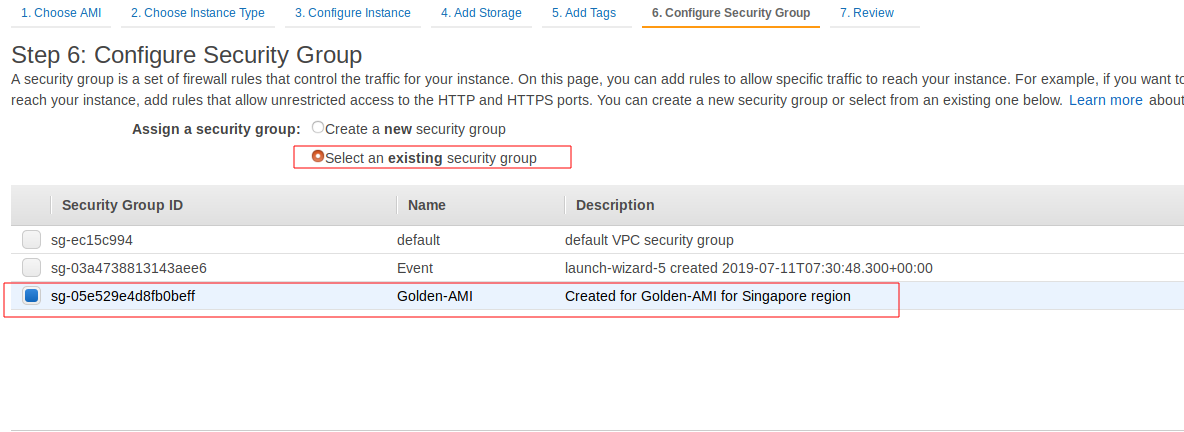 1. Choose AMI 2. Choose Instance Type 3. Configure Instance 4. Add Storage 5. Add Tags 6. Configure Security Group 7. Review
Step 6: Configure Security Group
A security group is a set of firewall rules that control the traffic for your instance. On this page, you can add rules to allow specific traffic to reach your instance. For example, if you want to
reach your instance, add rules that allow unrestricted access to the HTTP and HTTPS ports. You can create a new security group or select from an existing one below. Learn more about
Assign a security group: Create a new security group
Select an existing security group
Security Group ID Name Description
sg-ec15c994 default default VPC security group
sg-03a4738813143aee6 Event launch-wizard-5 created 2019-07-11T07:30:48.300+00:00
sg-05e529e4d8fb0beff Golden-AMI Created for Golden-AMI for Singapore region